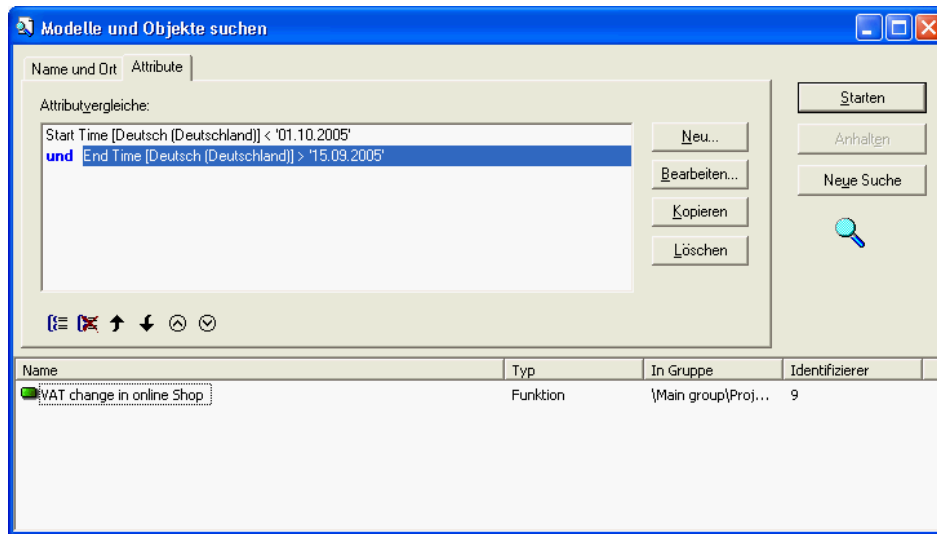 Modelle und Objekte suchen
Name und Ort Attribute
Attributvergleiche:
Start Time [Deutsch (Deutschland)] < '01.10.2005'
und End Time [Deutsch (Deutschland)] > '15.09.2005'
Neu...
Bearbeiten...
Kopieren
Löschen
Starten
Anhalten
Neue Suche
Name Typ In Gruppe Identifizierer
VAT change in online Shop Funktion \Main group\Proj... 9